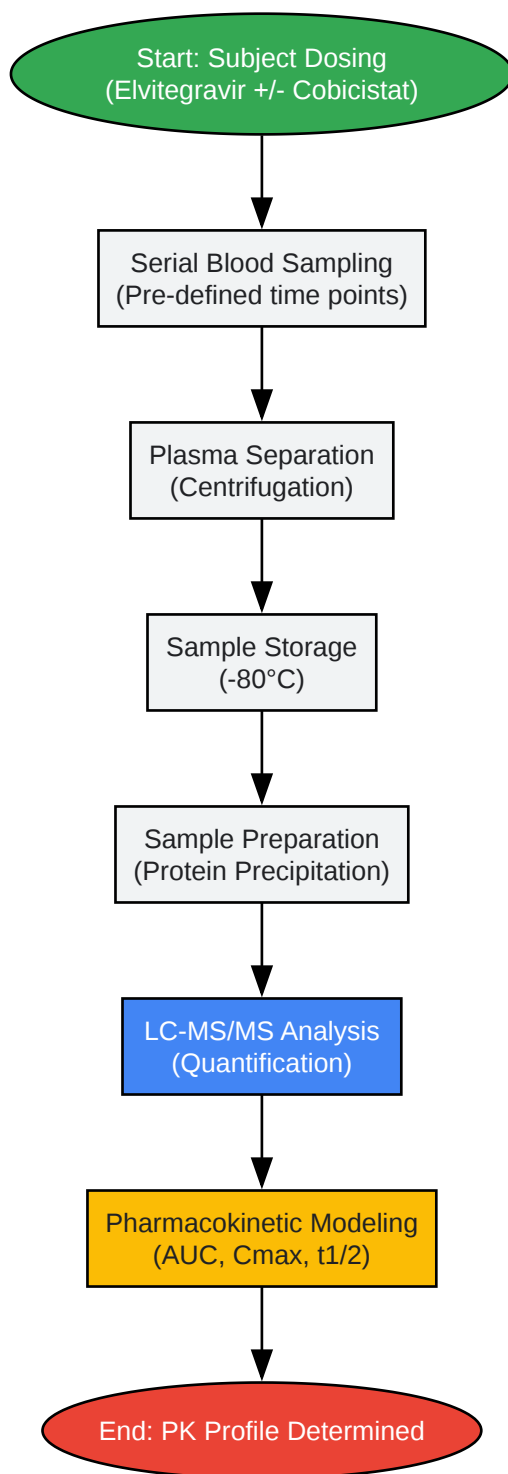 Start: Subject Dosing
(Elvitegravir +/- Cobicistat)
Serial Blood Sampling
(Pre-defined time points)
Plasma Separation
(Centrifugation)
Sample Storage
(-80°C)
Sample Preparation
(Protein Precipitation)
LC-MS/MS Analysis
(Quantification)
Pharmacokinetic Modeling
(AUC, Cmax, t1/2)
End: PK Profile Determined